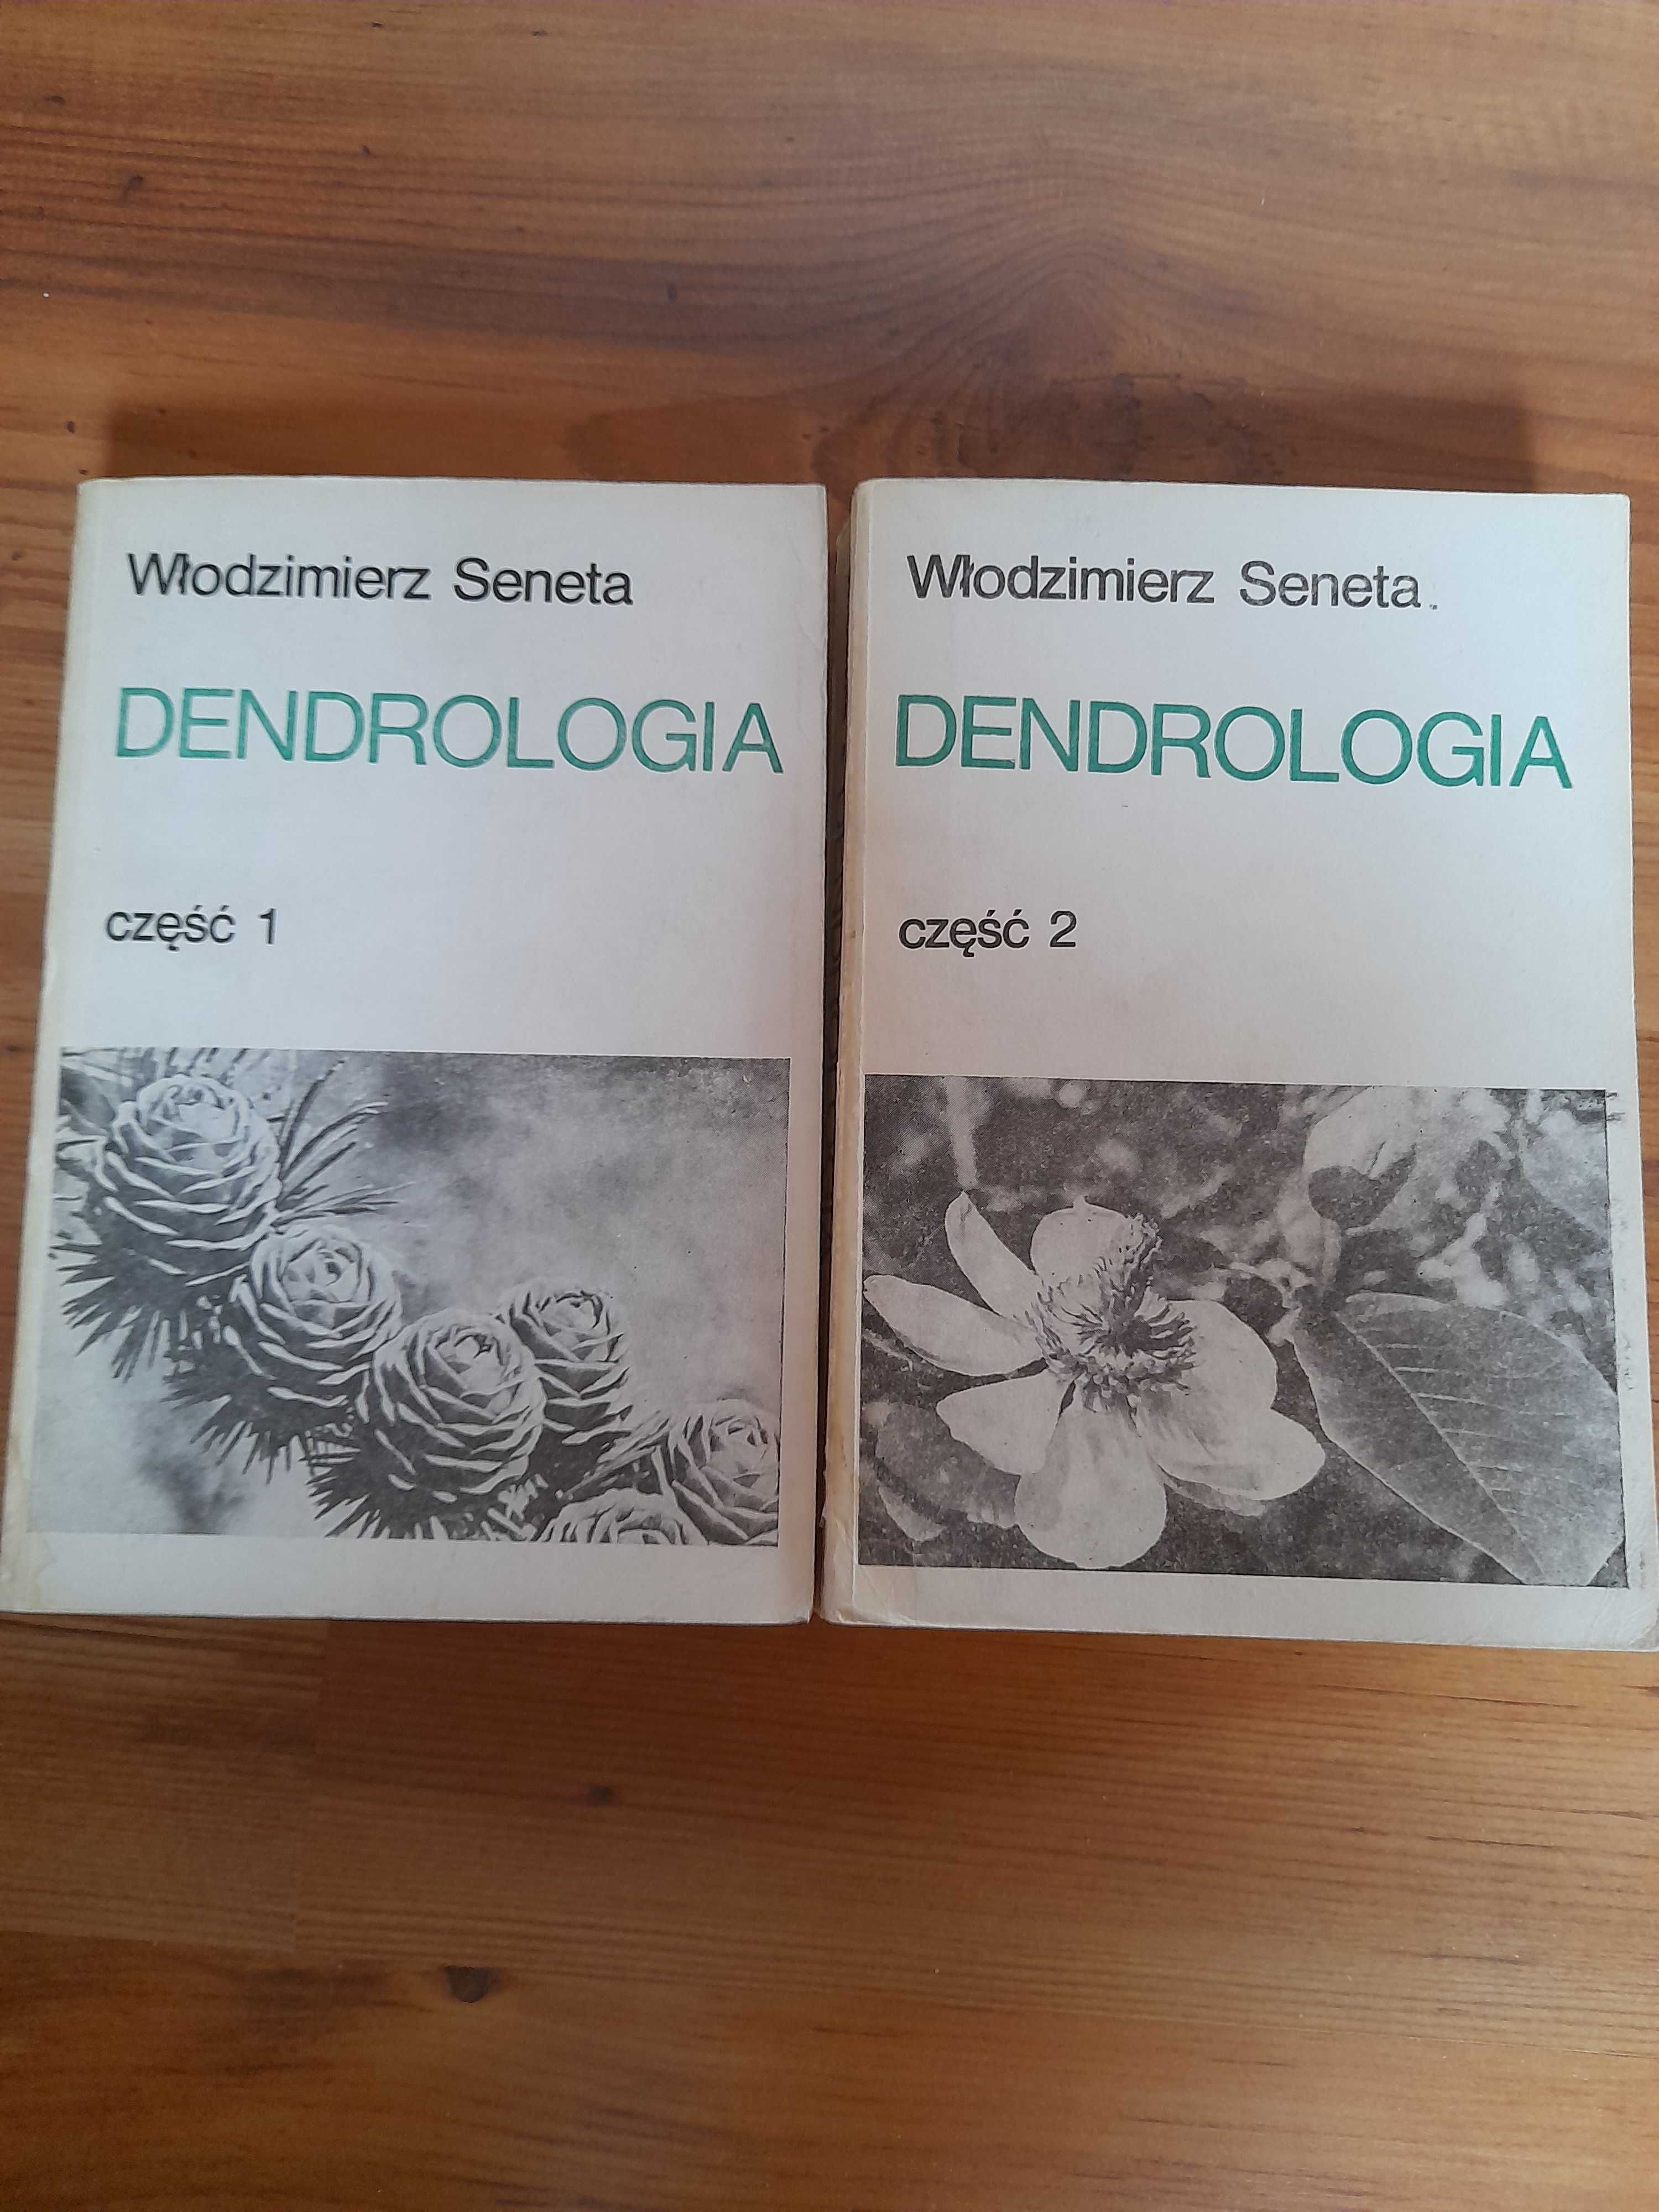 Włodzimierz Seneta
DENDROLOGIA
część 1
Włodzimierz Seneta
DENDROLOGIA
część 2